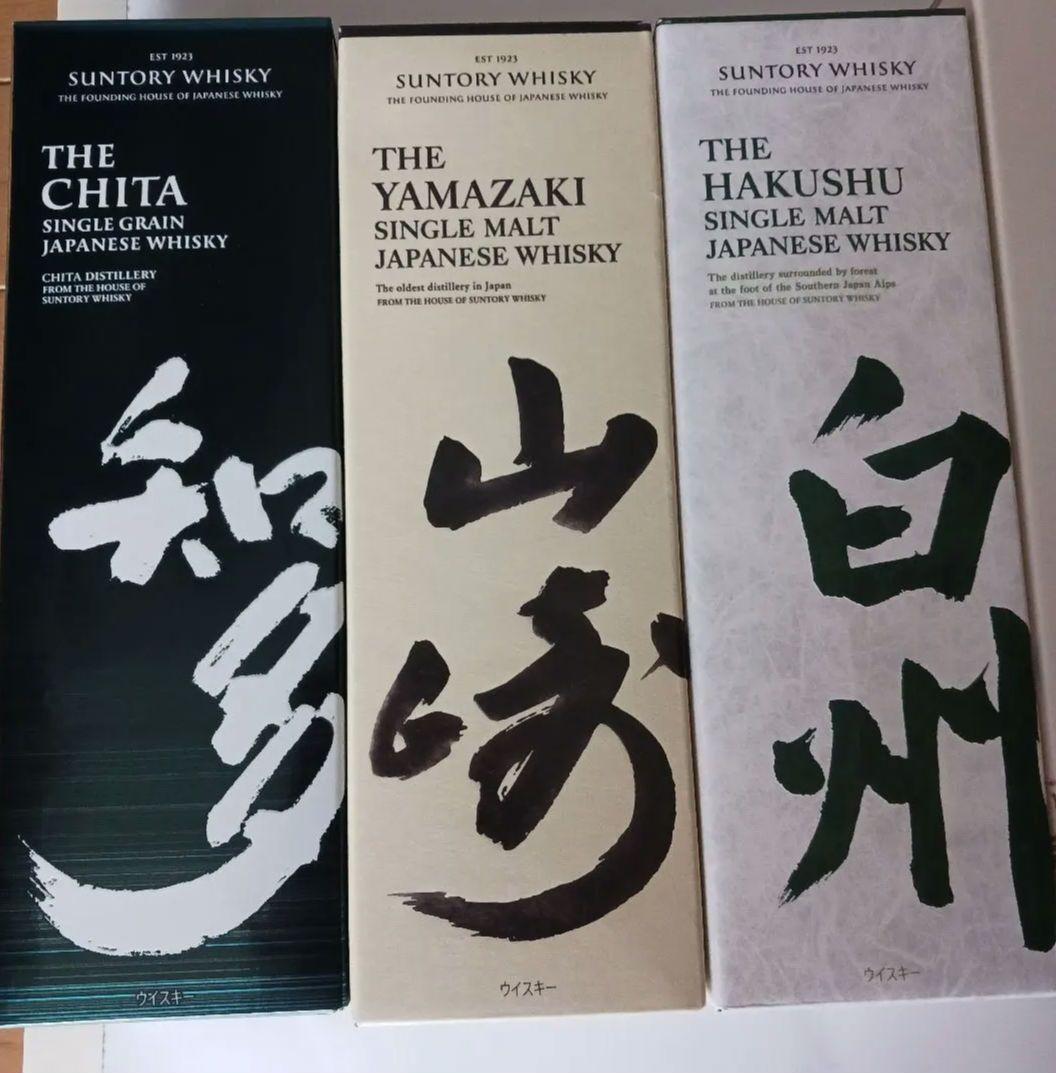 EST 1923
SUNTORY WHISKY
THE FOUNDING HOUSE OF JAPANESE WHISKY
THE
CHITA
SINGLE GRAIN
JAPANESE WHISKY
CHITA DISTILLERY
FROM THE HOUSE OF
SUNTORY WHISKY
知多
ウイスキー
EST 1923
SUNTORY WHISKY
THE FOUNDING HOUSE OF JAPANESE WHISKY
THE
YAMAZAKI
SINGLE MALT
JAPANESE WHISKY
The oldest distillery in Japan
FROM THE HOUSE OF SUNTORY WHISKY
山
崎
ウイスキー
EST 1923
SUNTORY WHISKY
THE FOUNDING HOUSE OF JAPANESE WHISKY
THE
HAKUSHU
SINGLE MALT
JAPANESE WHISKY
The distillery surrounded by forest
at the foot of the Southern Japan Alps
FROM THE HOUSE OF SUNTORY WHISKY
白
州
ウイスキー